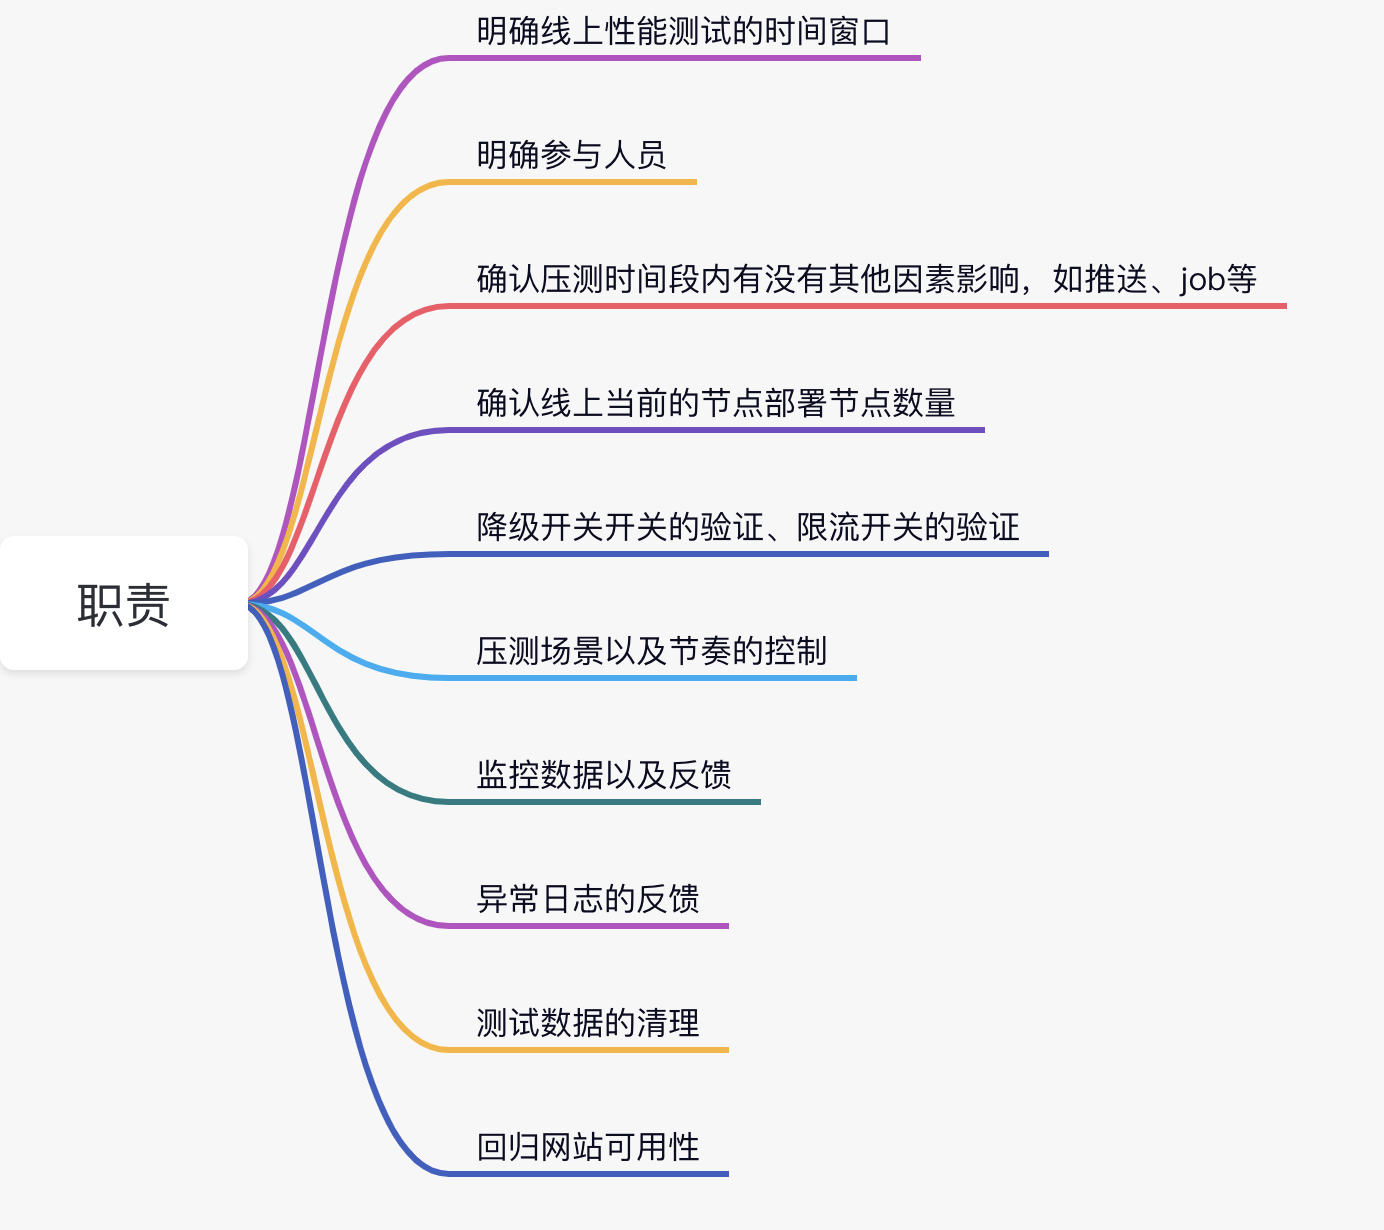 明确线上性能测试的时间窗口
明确参与人员
确认压测时间段内有没有其他因素影响，如推送、job等
确认线上当前的节点部署节点数量
降级开关开关的验证、限流开关的验证
职责
压测场景以及节奏的控制
监控数据以及反馈
异常日志的反馈
测试数据的清理
回归网站可用性